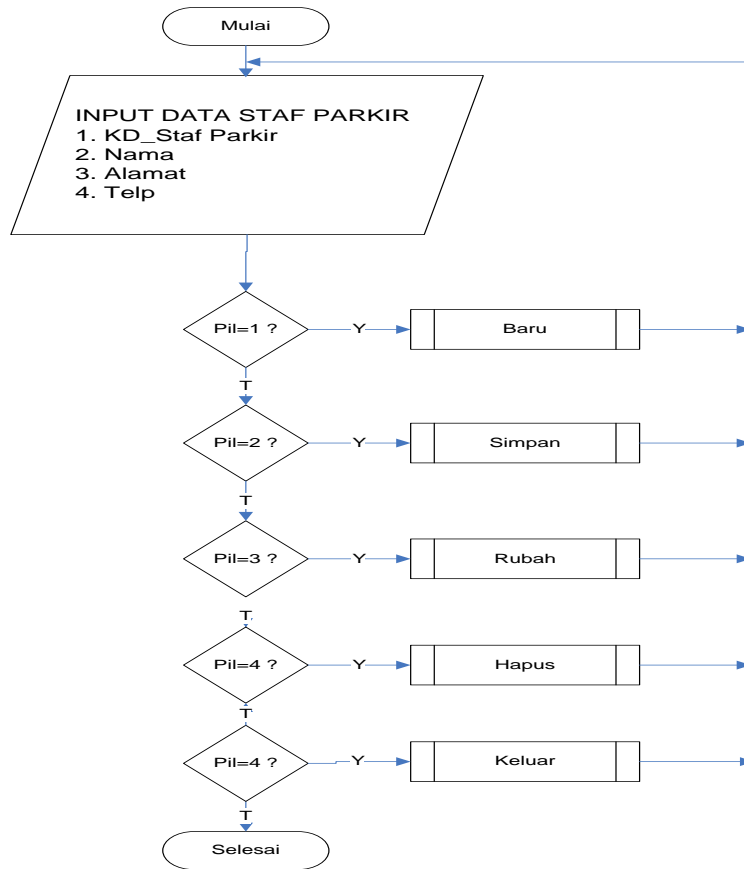 Mulai
INPUT DATA STAF PARKIR
1. KD_Staf Parkir
2. Nama
3. Alamat
4. Telp
Pil=1 ?
Y
Baru
T
Pil=2 ?
Y
Simpan
T
Pil=3 ?
Y
Rubah
T
Pil=4 ?
Y
Hapus
T
Pil=4 ?
Y
Keluar
T
Selesai